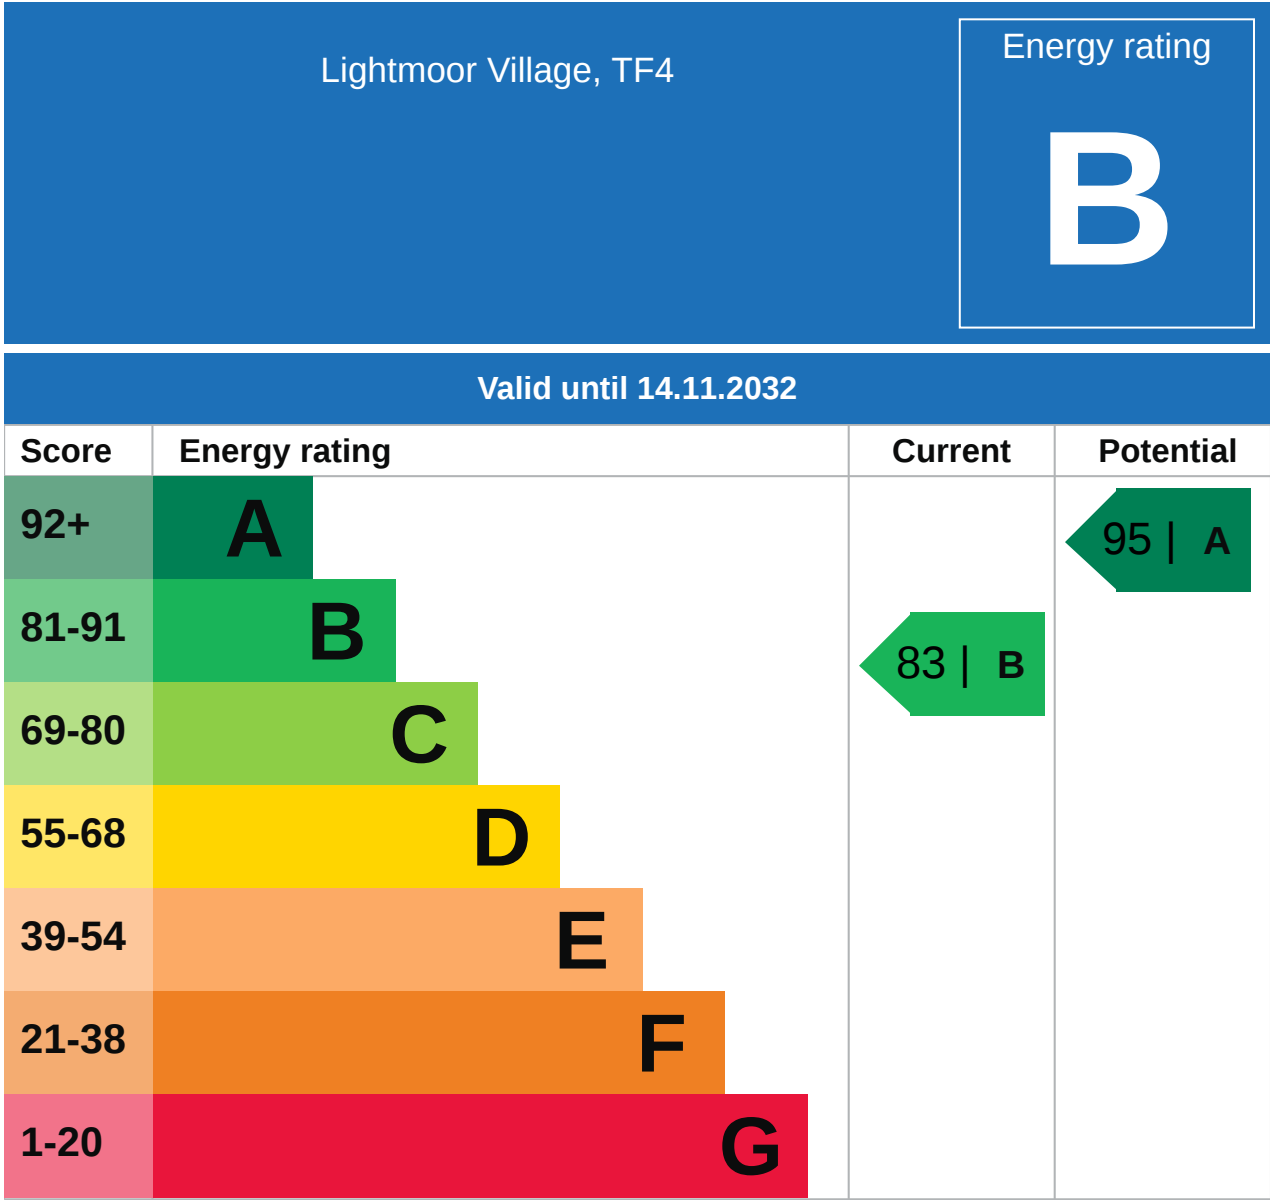 Lightmoor Village, TF4
Energy rating
B
Valid until 14.11.2032
Score Energy rating Current Potential
92+ A 95 | A
81-91 B 83 | B
69-80 C
55-68 D
39-54 E
21-38 F
1-20 G